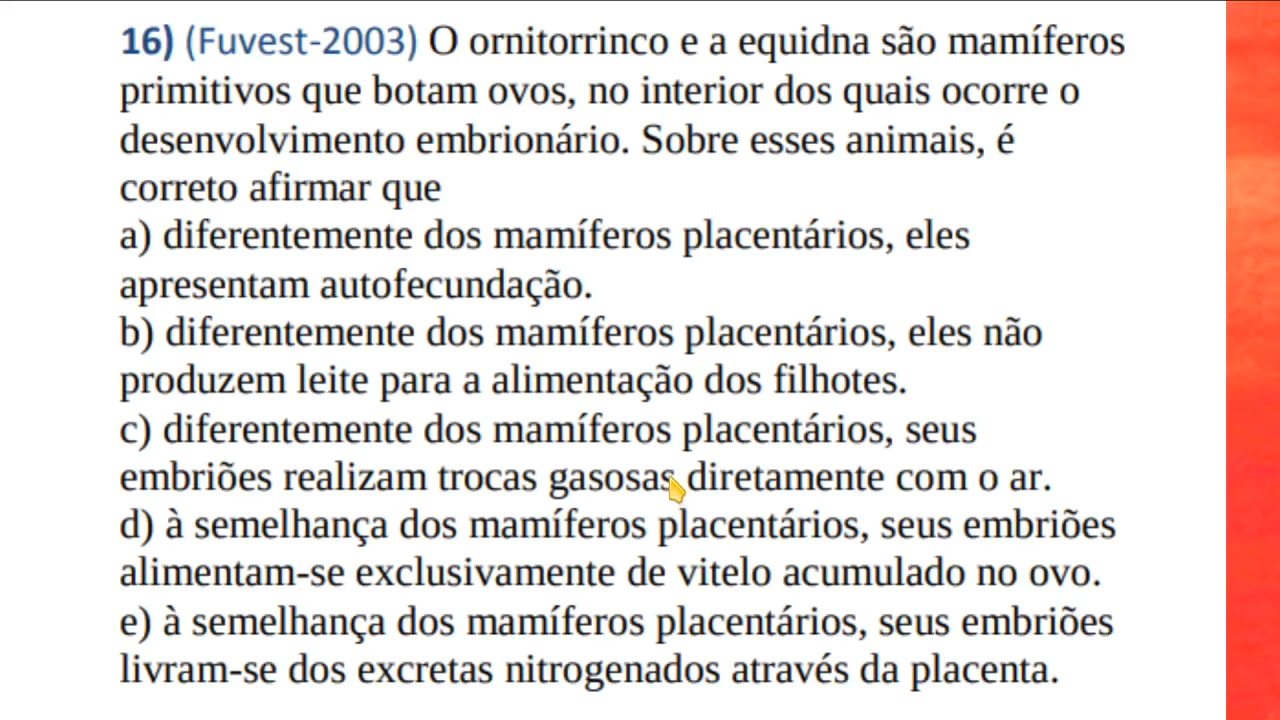 16) (Fuvest-2003) O ornitorrinco e a equidna são mamíferos
primitivos que botam ovos, no interior dos quais ocorre o
desenvolvimento embrionário. Sobre esses animais, é
correto afirmar que
a) diferentemente dos mamíferos placentários, eles
apresentam autofecundação.
b) diferentemente dos mamíferos placentários, eles não
produzem leite para a alimentação dos filhotes.
c) diferentemente dos mamíferos placentários, seus
embriões realizam trocas gasosas diretamente com o ar.
d) à semelhança dos mamíferos placentários, seus embriões
alimentam-se exclusivamente de vitelo acumulado no ovo.
e) à semelhança dos mamíferos placentários, seus embriões
livram-se dos excretas nitrogenados através da placenta.